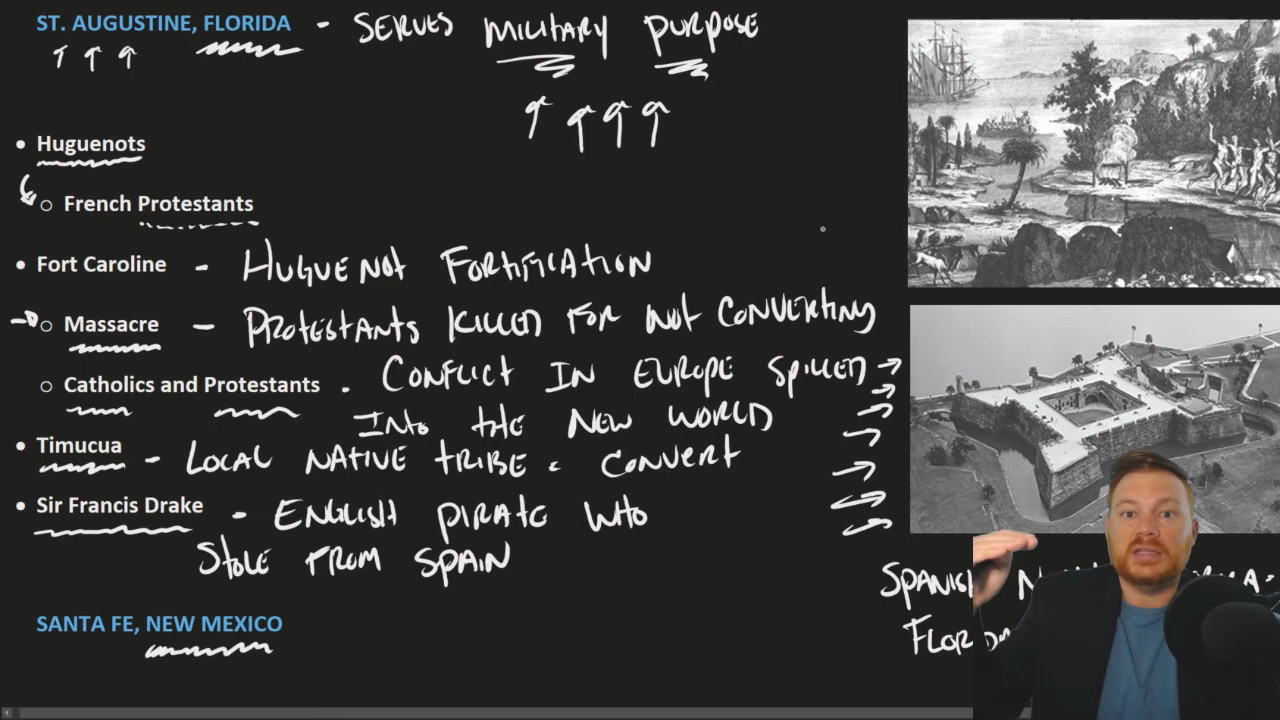 ST. AUGUSTINE, FLORIDA - SERVES MILITARY PURPOSE
• Huguenots
○ French Protestants
• Fort Caroline - HUGUENOT FORTIFICATION
○ Massacre - PROTESTANTS KILLED FOR NOT CONVERTING
○ Catholics and Protestants - CONFLICT IN EUROPE SPILLED
INTO THE NEW WORLD
• Timucua - LOCAL NATIVE TRIBE - CONVERT
• Sir Francis Drake - ENGLISH PIRATE WHO
STOLE FROM SPAIN
SPANISH
SANTA FE, NEW MEXICO